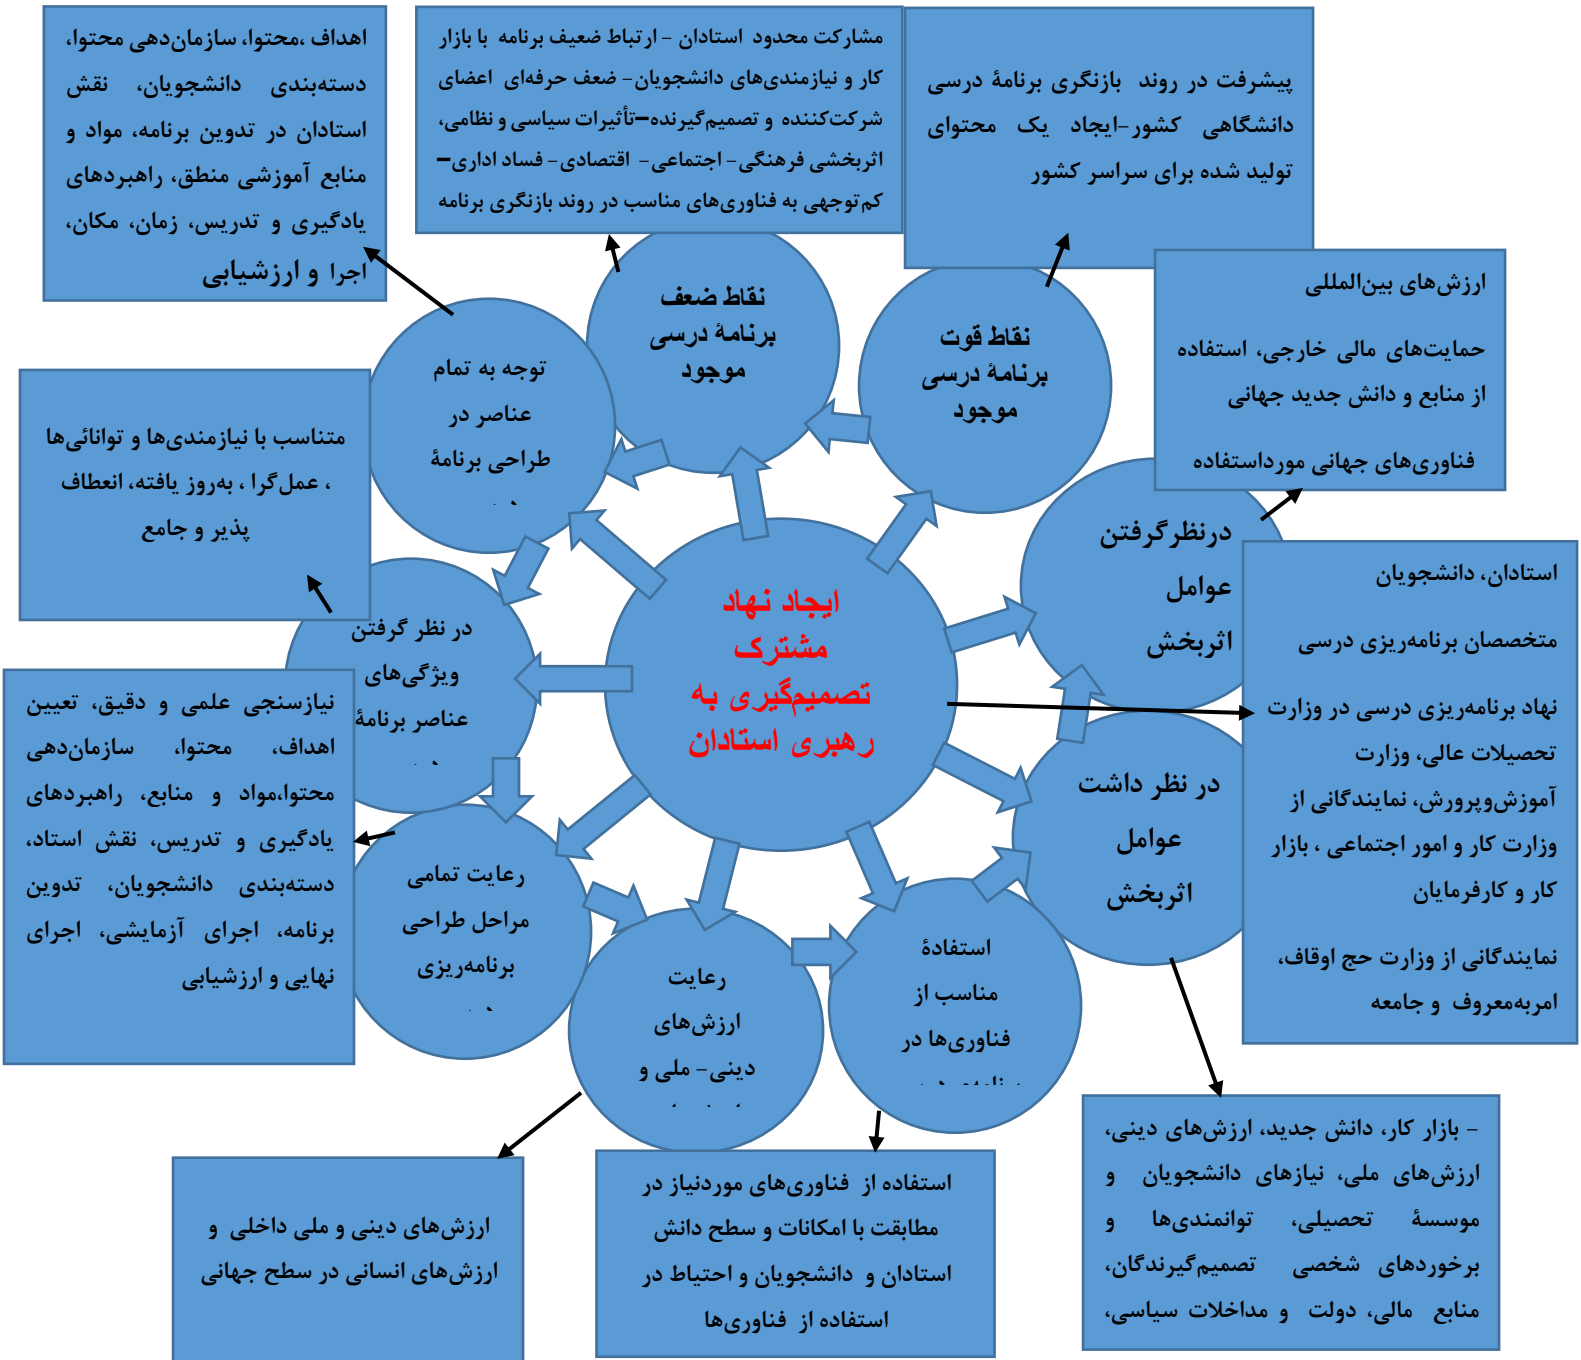 اهداف ،محتوا، سازمان‌دهی محتوا،
دسته‌بندی دانشجویان، نقش
استادان در تدوین برنامه، مواد و
منابع آموزشی منطق، راهبردهای
یادگیری و تدریس، زمان، مکان،
اجرا و ارزشیابی
مشارکت محدود استادان – ارتباط ضعیف برنامه با بازار
کار و نیازمندی‌های دانشجویان– ضعف حرفه‌ای اعضای
شرکت‌کننده و تصمیم‌گیرنده–تأثیرات سیاسی و نظامی،
اثربخشی فرهنگی– اجتماعی– اقتصادی– فساد اداری–
کم‌توجهی به فناوری‌های مناسب در روند بازنگری برنامه
پیشرفت در روند بازنگری برنامهٔ درسی
دانشگاهی کشور–ایجاد یک محتوای
تولید شده برای سراسر کشور
ارزش‌های بین‌المللی
حمایت‌های مالی خارجی، استفاده
از منابع و دانش جدید جهانی
فناوری‌های جهانی مورداستفاده
نقاط ضعف
برنامهٔ درسی
موجود
نقاط قوت
برنامهٔ درسی
موجود
توجه به تمام
عناصر در
طراحی برنامهٔ
متناسب با نیازمندی‌ها و توانائی‌ها
، عمل‌گرا ، به‌روز یافته، انعطاف
پذیر و جامع
درنظرگرفتن
عوامل
اثربخش
استادان، دانشجویان
متخصصان برنامه‌ریزی درسی
نهاد برنامه‌ریزی درسی در وزارت
تحصیلات عالی، وزارت
آموزش‌وپرورش، نمایندگانی از
وزارت کار و امور اجتماعی ، بازار
کار و کارفرمایان
نمایندگانی از وزارت حج اوقاف،
امربه‌معروف و جامعه
ایجاد نهاد
مشترک
تصمیم‌گیری به
رهبری استادان
در نظر گرفتن
ویژگی‌های
عناصر برنامهٔ
نیازسنجی علمی و دقیق، تعیین
اهداف، محتوا، سازمان‌دهی
محتوا،مواد و منابع، راهبردهای
یادگیری و تدریس، نقش استاد،
دسته‌بندی دانشجویان، تدوین
برنامه، اجرای آزمایشی، اجرای
نهایی و ارزشیابی
در نظر داشت
عوامل
اثربخش
رعایت تمامی
مراحل طراحی
برنامه‌ریزی
رعایت
ارزش‌های
دینی– ملی و
استفادهٔ
مناسب از
فناوری‌ها در
ارزش‌های دینی و ملی داخلی و
ارزش‌های انسانی در سطح جهانی
استفاده از فناوری‌های موردنیاز در
مطابقت با امکانات و سطح دانش
استادان و دانشجویان و احتیاط در
استفاده از فناوری‌ها
– بازار کار، دانش جدید، ارزش‌های دینی،
ارزش‌های ملی، نیازهای دانشجویان و
موسسهٔ تحصیلی، توانمندی‌ها و
برخوردهای شخصی تصمیم‌گیرندگان،
منابع مالی، دولت و مداخلات سیاسی،